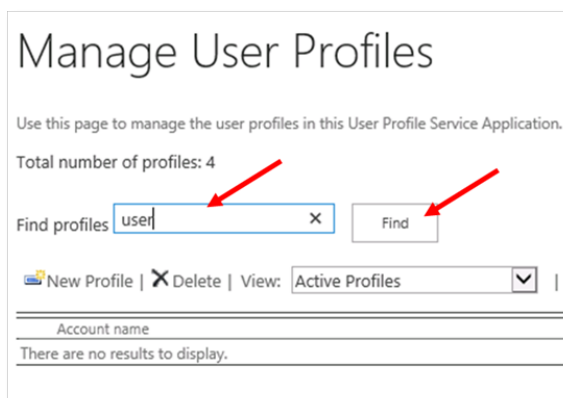 Manage User Profiles
Use this page to manage the user profiles in this User Profile Service Application.
Total number of profiles: 4
Find profiles user × Find
New Profile | Delete | View: Active Profiles |
Account name
There are no results to display.